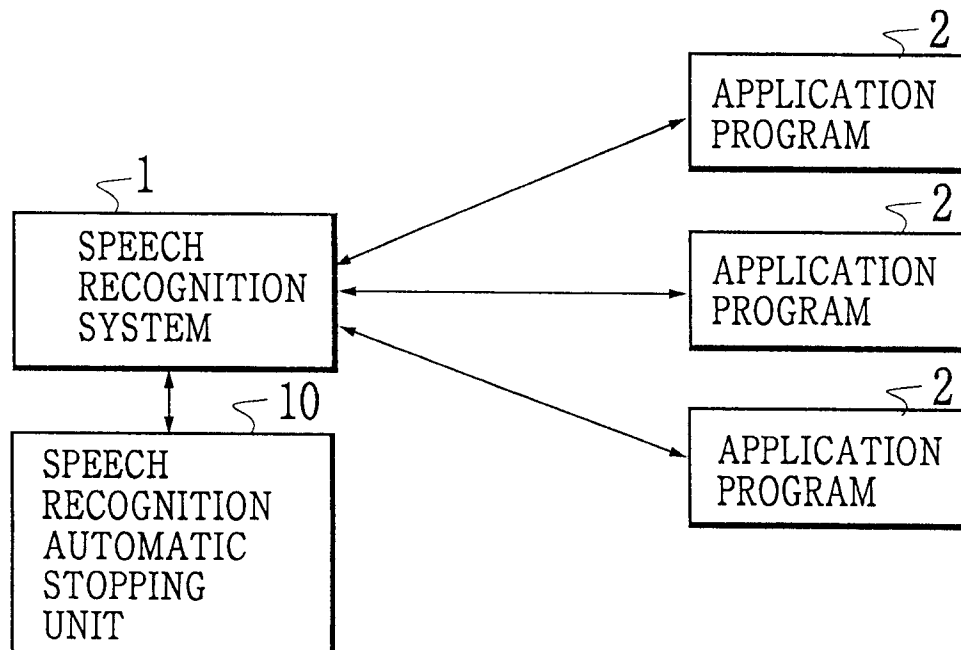 1
SPEECH
RECOGNITION
SYSTEM
10
SPEECH
RECOGNITION
AUTOMATIC
STOPPING
UNIT
2
APPLICATION
PROGRAM
2
APPLICATION
PROGRAM
2
APPLICATION
PROGRAM